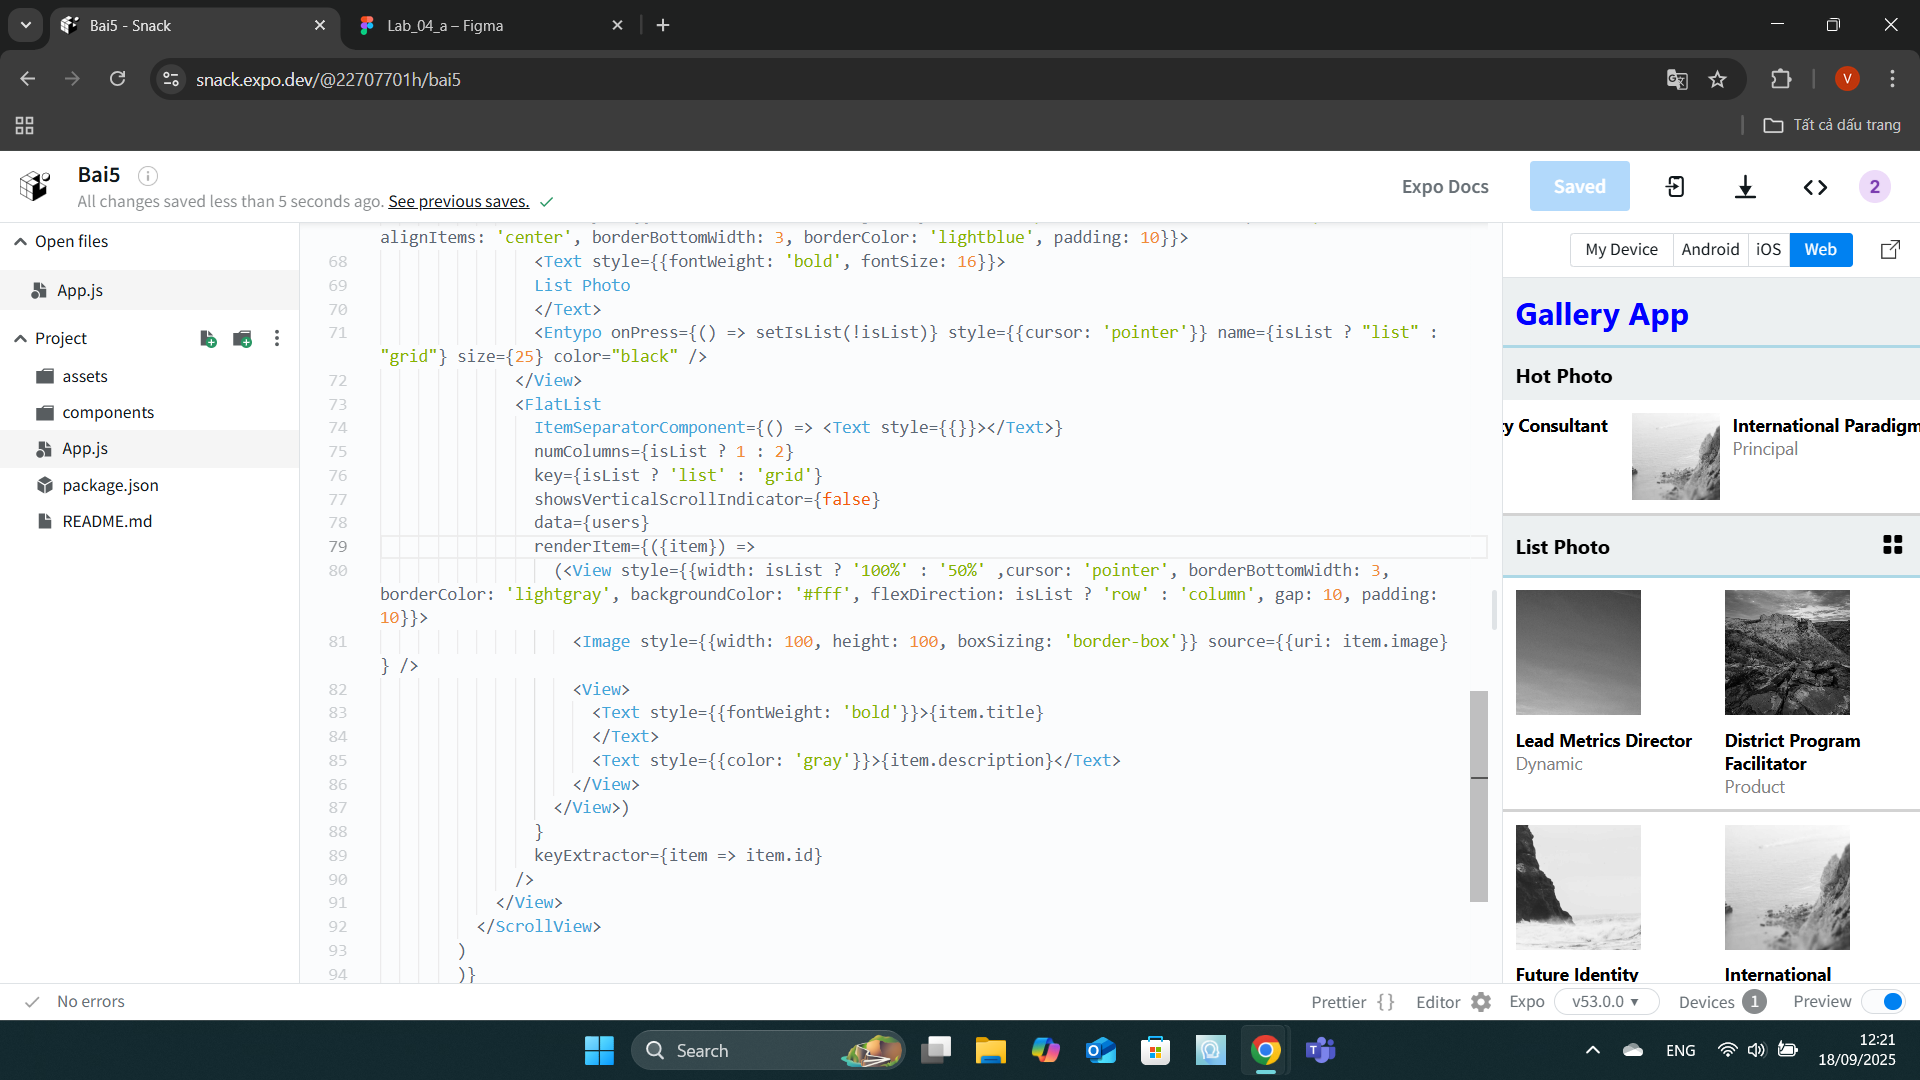 Bai5 - Snack
Lab_04_a – Figma
snack.expo.dev/@22707701h/bai5
V
Tất cả dấu trang
Bai5
All changes saved less than 5 seconds ago. See previous saves.
Expo Docs
Saved
2
Open files
App.js
Project
assets
components
App.js
package.json
README.md
alignItems: 'center', borderBottomWidth: 3, borderColor: 'lightblue', padding: 10}}>
68 <Text style={{fontWeight: 'bold', fontSize: 16}}>
69 List Photo
70 </Text>
71 <Entypo onPress={() => setIsList(!isList)} style={{cursor: 'pointer'}} name={isList ? "list" :
"grid"} size={25} color="black" />
72 </View>
73 <FlatList
74 ItemSeparatorComponent={() => <Text style={{}}></Text>}
75 numColumns={isList ? 1 : 2}
76 key={isList ? 'list' : 'grid'}
77 showsVerticalScrollIndicator={false}
78 data={users}
79 renderItem={({item}) =>
80 (<View style={{width: isList ? '100%' : '50%' ,cursor: 'pointer', borderBottomWidth: 3,
borderColor: 'lightgray', backgroundColor: '#fff', flexDirection: isList ? 'row' : 'column', gap: 10, padding:
10}}>
81 <Image style={{width: 100, height: 100, boxSizing: 'border-box'}} source={{uri: item.image}
} />
82 <View>
83 <Text style={{fontWeight: 'bold'}}>{item.title}
84 </Text>
85 <Text style={{color: 'gray'}}>{item.description}</Text>
86 </View>
87 </View>)
88 }
89 keyExtractor={item => item.id}
90 />
91 </View>
92 </ScrollView>
93 )
94 )}
My Device
Android
iOS
Web
Gallery App
Hot Photo
y Consultant
International Paradigm
Principal
List Photo
Lead Metrics Director
Dynamic
District Program
Facilitator
Product
Future Identity
International
No errors
Prettier {}
Editor
Expo
v53.0.0
Devices 1
Preview
Search
ENG
12:21
18/09/2025